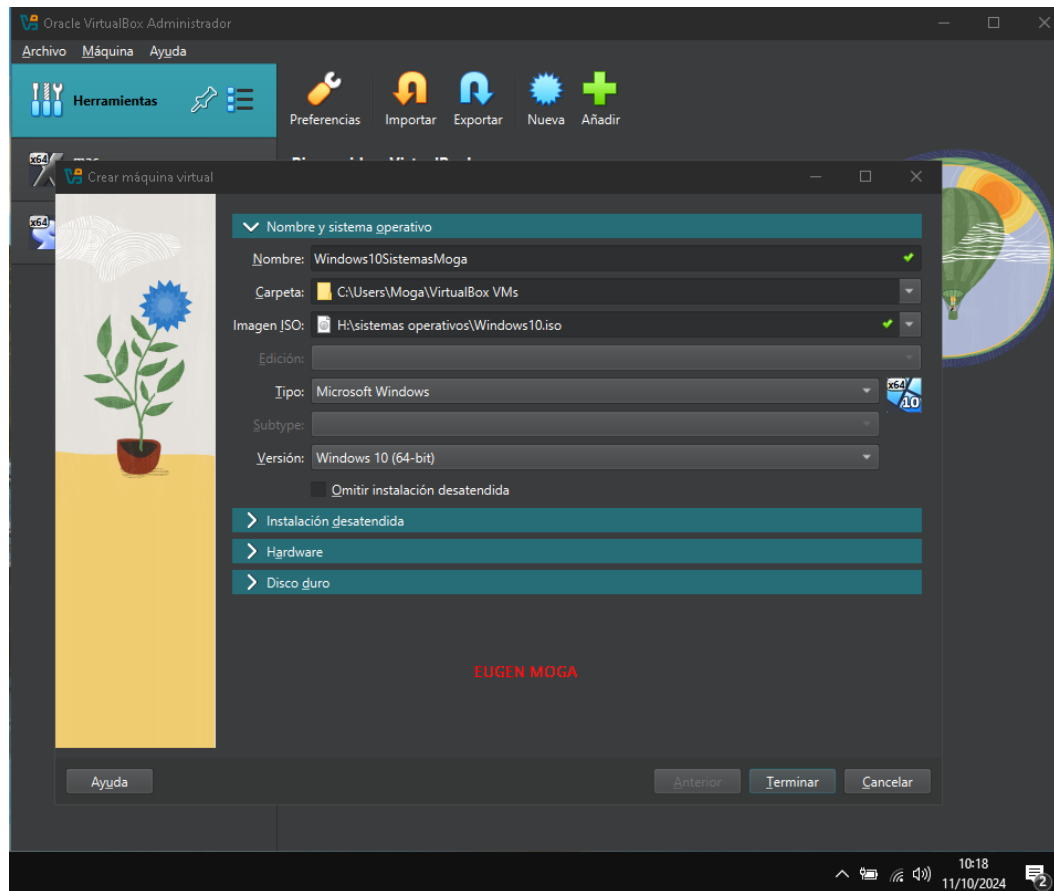 Oracle VirtualBox Administrador
Archivo Máquina Ayuda
Herramientas
Preferencias Importar Exportar Nueva Añadir
x64
Crear máquina virtual
x64
Nombre y sistema operativo
Nombre: Windows10SistemasMoga
Carpeta: C:\Users\Moga\VirtualBox VMs
Imagen ISO: H:\sistemas operativos\Windows10.iso
Edición:
Tipo: Microsoft Windows
x64
10
Subtype:
Versión: Windows 10 (64-bit)
Omitir instalación desatendida
Instalación desatendida
Hardware
Disco duro
EUGEN MOGA
Ayuda Anterior Terminar Cancelar
10:18
11/10/2024
2